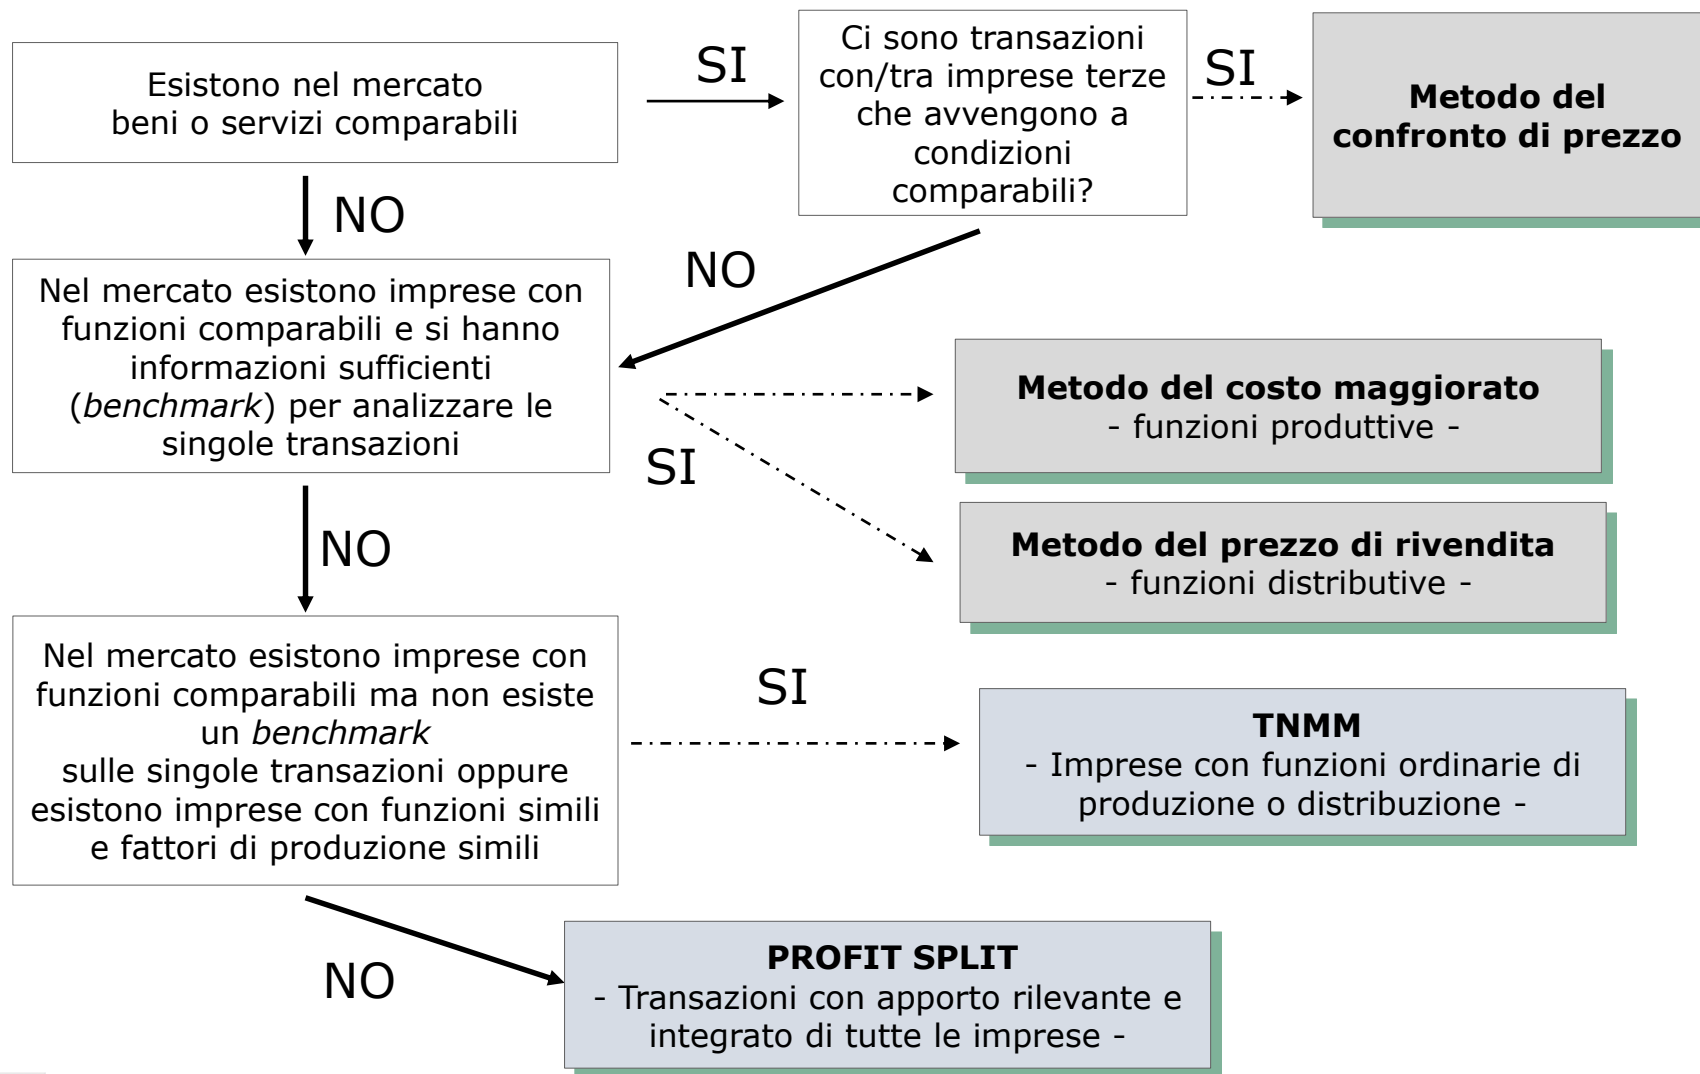 Esistono nel mercato
beni o servizi comparabili
SI
Ci sono transazioni
con/tra imprese terze
che avvengono a
condizioni
comparabili?
SI
Metodo del
confronto di prezzo
NO
NO
Nel mercato esistono imprese con
funzioni comparabili e si hanno
informazioni sufficienti
(benchmark) per analizzare le
singole transazioni
SI
Metodo del costo maggiorato
- funzioni produttive -
Metodo del prezzo di rivendita
- funzioni distributive -
NO
Nel mercato esistono imprese con
funzioni comparabili ma non esiste
un benchmark
sulle singole transazioni oppure
esistono imprese con funzioni simili
e fattori di produzione simili
SI
TNMM
- Imprese con funzioni ordinarie di
produzione o distribuzione -
NO
PROFIT SPLIT
- Transazioni con apporto rilevante e
integrato di tutte le imprese -